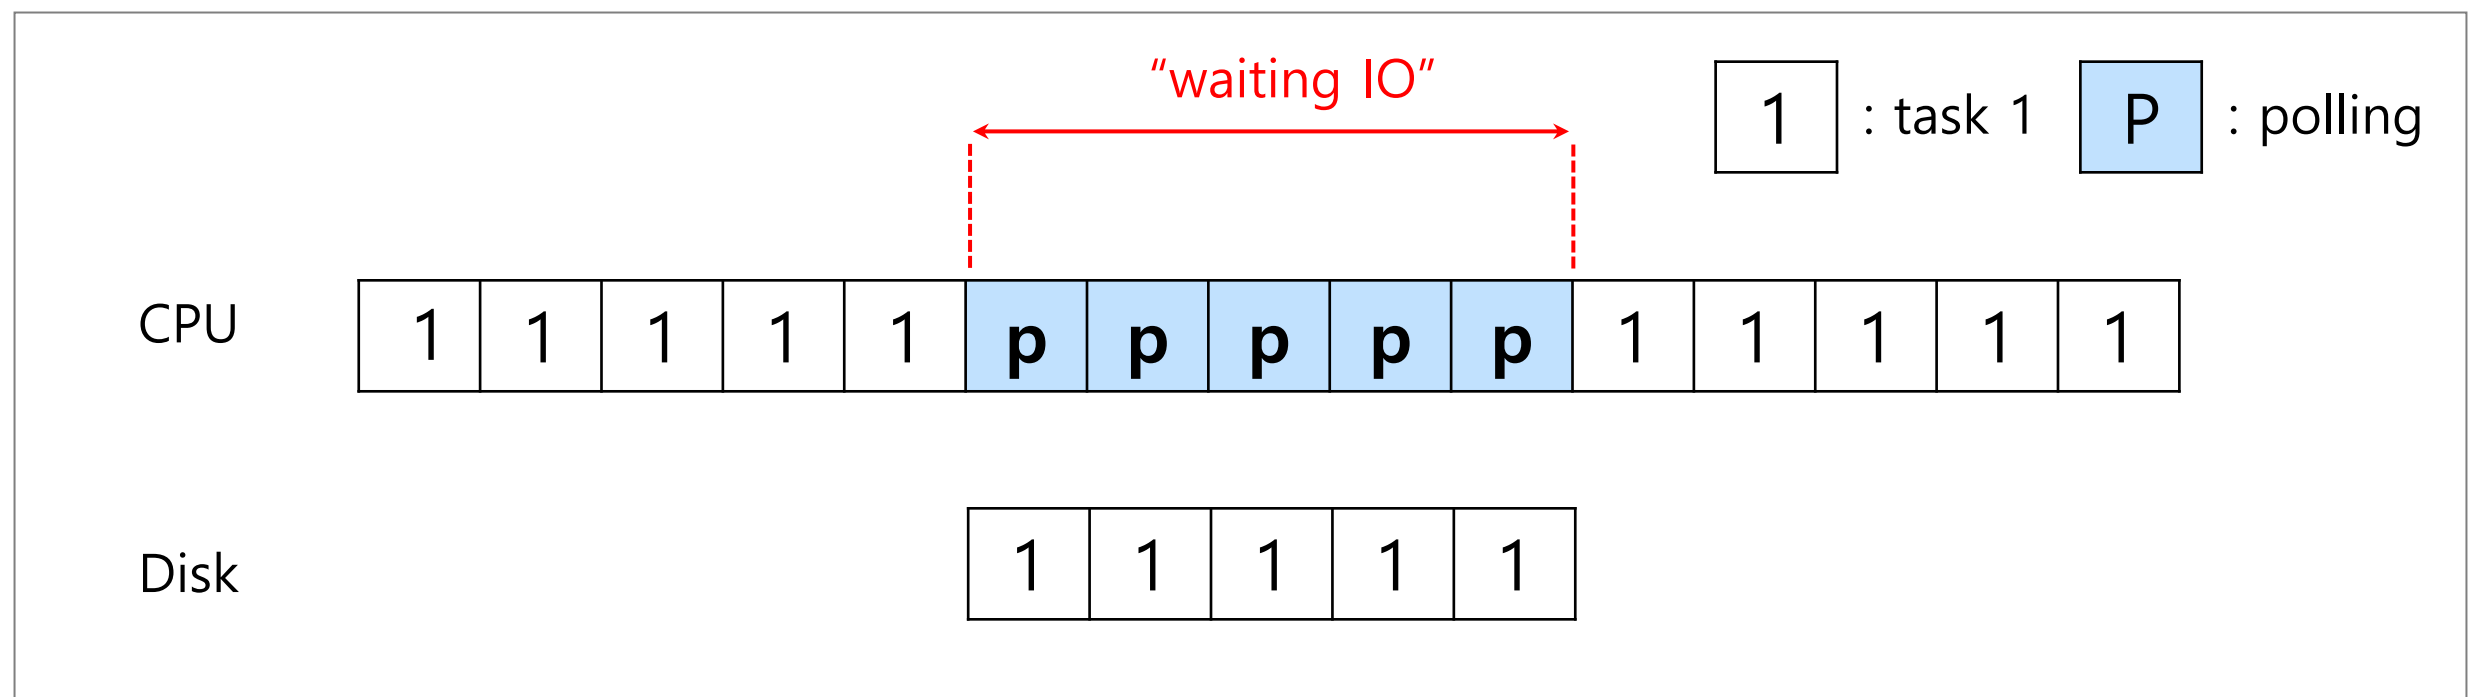 “waiting IO”
1 : task 1 P : polling
CPU 1 1 1 1 1 p p p p p 1 1 1 1 1
Disk 1 1 1 1 1